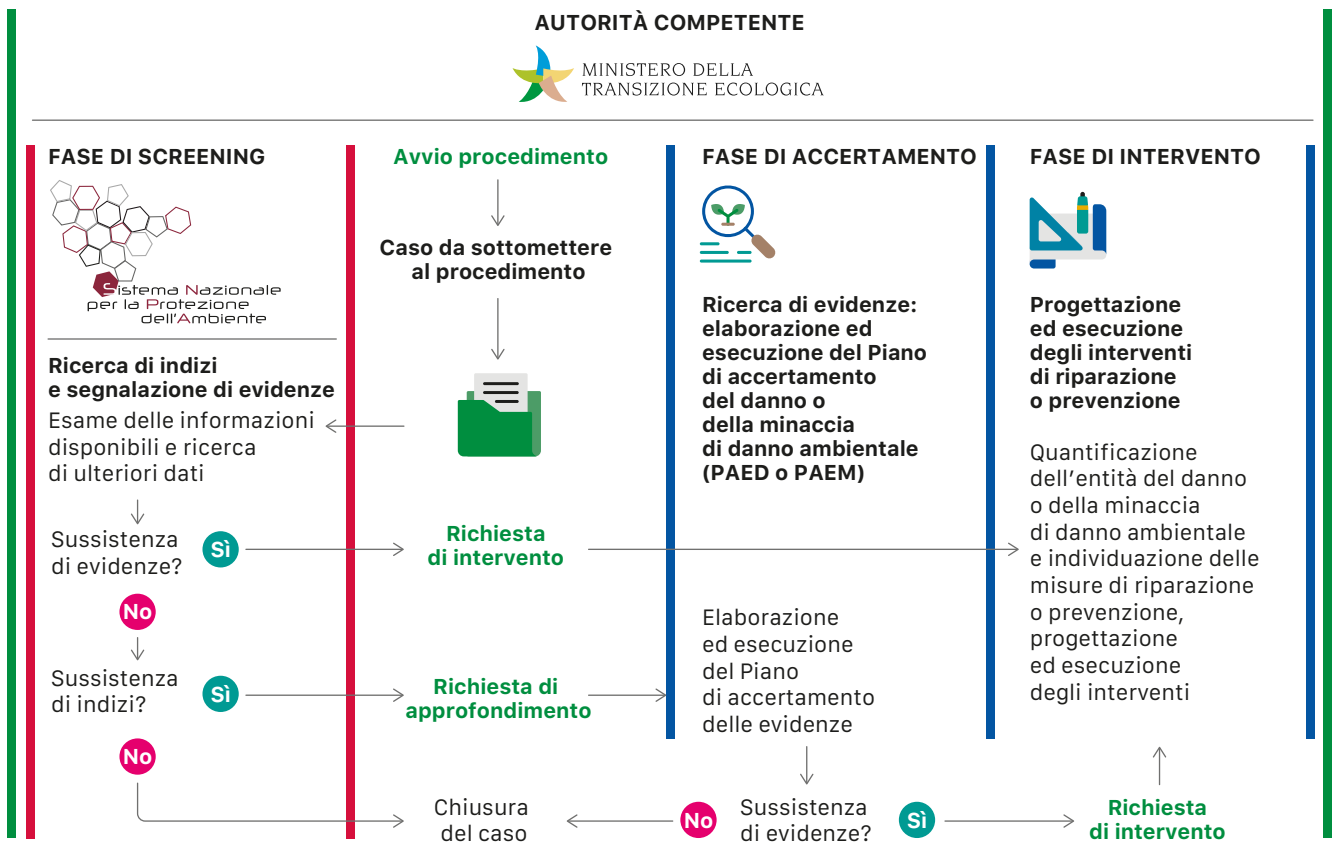 AUTORITÀ COMPETENTE
MINISTERO DELLA
TRANSIZIONE ECOLOGICA
FASE DI SCREENING
Sistema Nazionale
per la Protezione
dell'Ambiente
Ricerca di indizi
e segnalazione di evidenze
Esame delle informazioni
disponibili e ricerca
di ulteriori dati
Sussistenza
di evidenze?
Sì
No
Sussistenza
di indizi?
Sì
No
Avvio procedimento
Caso da sottomettere
al procedimento
Richiesta
di intervento
Richiesta di
approfondimento
Chiusura
del caso
FASE DI ACCERTAMENTO
Ricerca di evidenze:
elaborazione ed
esecuzione del Piano
di accertamento
del danno o
della minaccia
di danno ambientale
(PAED o PAEM)
Elaborazione
ed esecuzione
del Piano
di accertamento
delle evidenze
No
Sussistenza
di evidenze?
Sì
FASE DI INTERVENTO
Progettazione
ed esecuzione
degli interventi
di riparazione
o prevenzione
Quantificazione
dell'entità del danno
o della minaccia
di danno ambientale
e individuazione delle
misure di riparazione
o prevenzione,
progettazione
ed esecuzione
degli interventi
Richiesta
di intervento